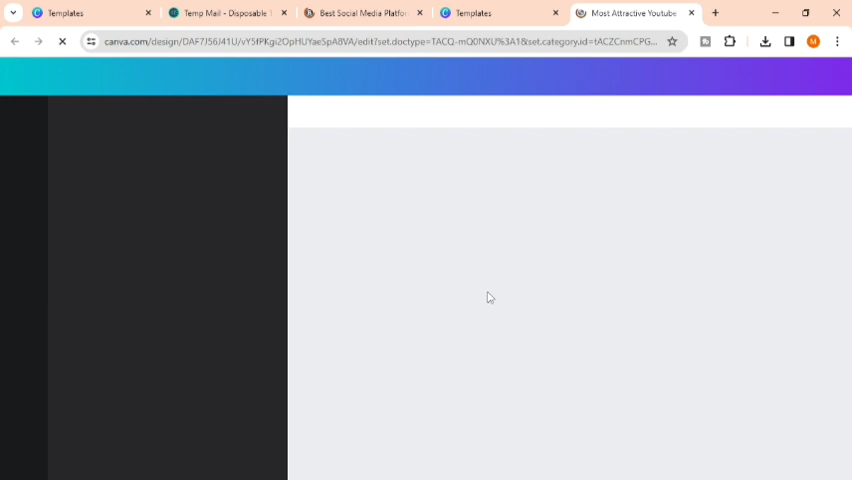 Templates
Temp Mail - Disposable
Best Social Media Platfor
Templates
Most Attractive Youtube
canva.com/design/DAF7J56J41U/vY5fPKgi2OpHUYaeSpA8VA/edit?set.doctype=TACQ-mQ0NXU%3A1&set.category.id=tACZCnmCPG...
M